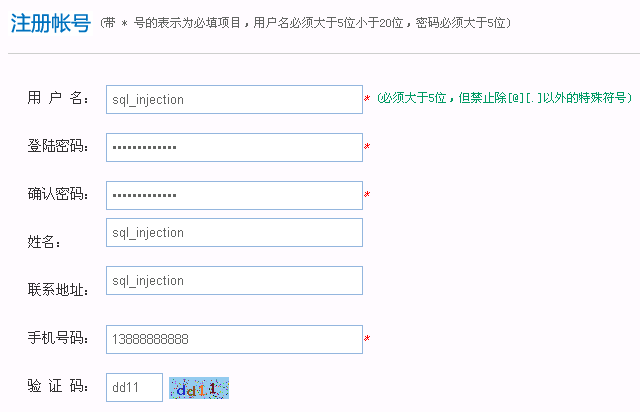 注册帐号 (带 * 号的表示为必填项目，用户名必须大于5位小于20位，密码必须大于5位)
用 户 名： sql_injection * (必须大于5位，但禁止除[@][.]以外的特殊符号)
登陆密码： ••••••••••••• *
确认密码： ••••••••••••• *
姓名： sql_injection
联系地址： sql_injection
手机号码： 13888888888 *
验 证 码： dd11 dd11